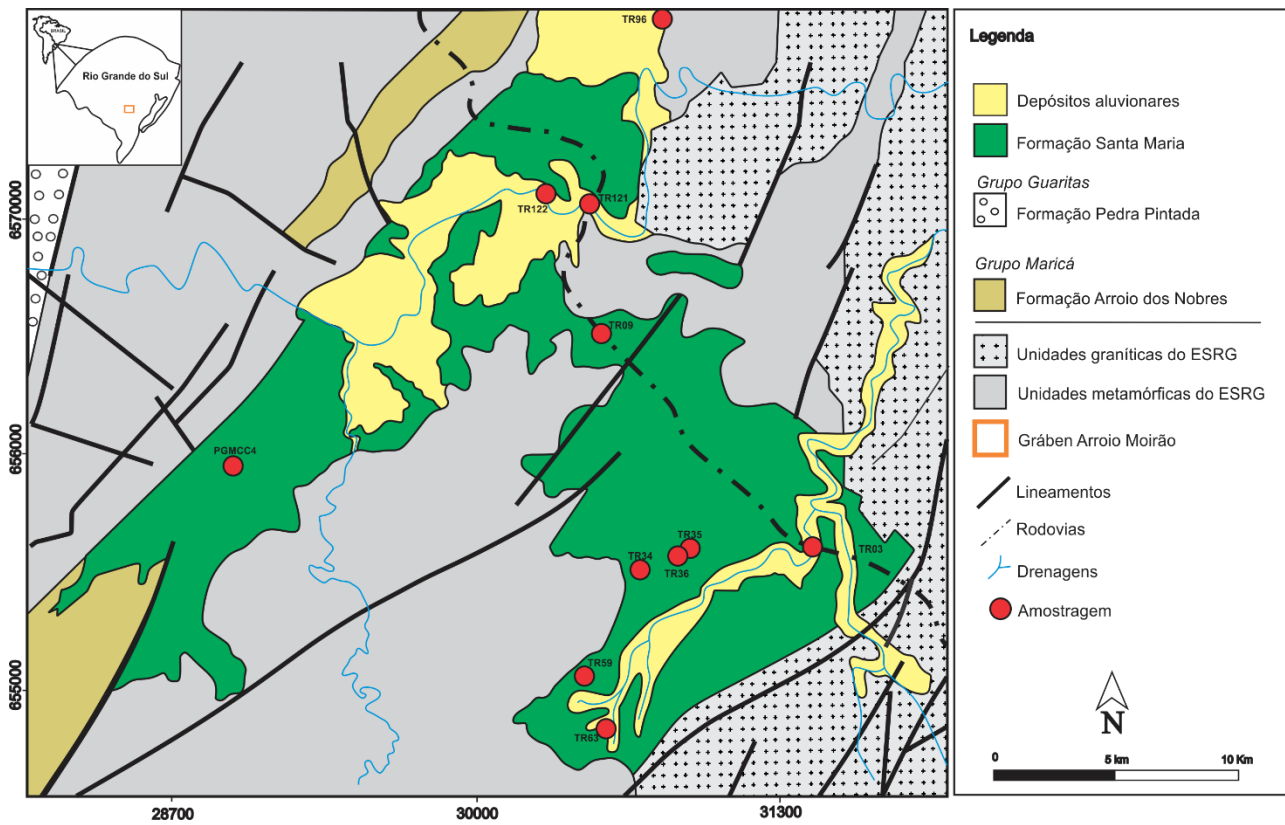 BRASIL
Rio Grande do Sul
TR96
TR122
TR121
TR09
PGMCC4
TR35
TR36
TR34
TR03
TR59
TR63
6570000
6580000
6550000
28700
30000
31300
Legenda
Depósitos aluvionares
Formação Santa Maria
Grupo Guaritas
Formação Pedra Pintada
Grupo Maricá
Formação Arroio dos Nobres
Unidades graníticas do ESRG
Unidades metamórficas do ESRG
Gráben Arroio Moirão
Lineamentos
Rodovias
Drenagens
Amostragem
N
0
5 km
10 Km